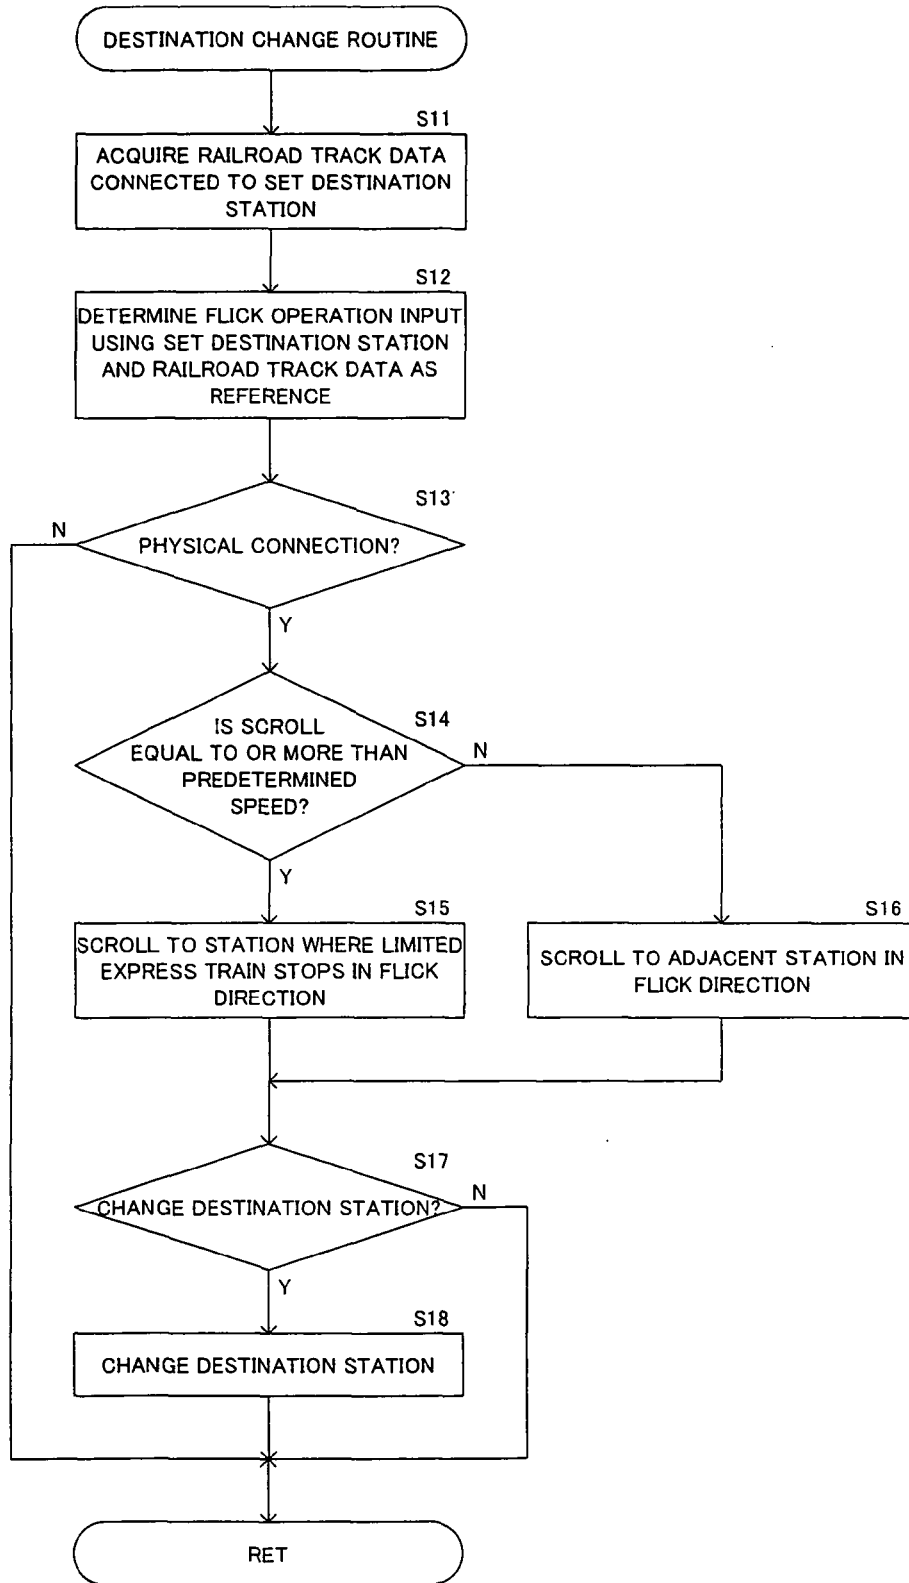 DESTINATION CHANGE ROUTINE
S11
ACQUIRE RAILROAD TRACK DATA
CONNECTED TO SET DESTINATION
STATION
S12
DETERMINE FLICK OPERATION INPUT
USING SET DESTINATION STATION
AND RAILROAD TRACK DATA AS
REFERENCE
S13
N
PHYSICAL CONNECTION?
Y
S14
IS SCROLL
EQUAL TO OR MORE THAN
PREDETERMINED
SPEED?
N
Y
S15
SCROLL TO STATION WHERE LIMITED
EXPRESS TRAIN STOPS IN FLICK
DIRECTION
S16
SCROLL TO ADJACENT STATION IN
FLICK DIRECTION
S17
CHANGE DESTINATION STATION?
N
Y
S18
CHANGE DESTINATION STATION
RET